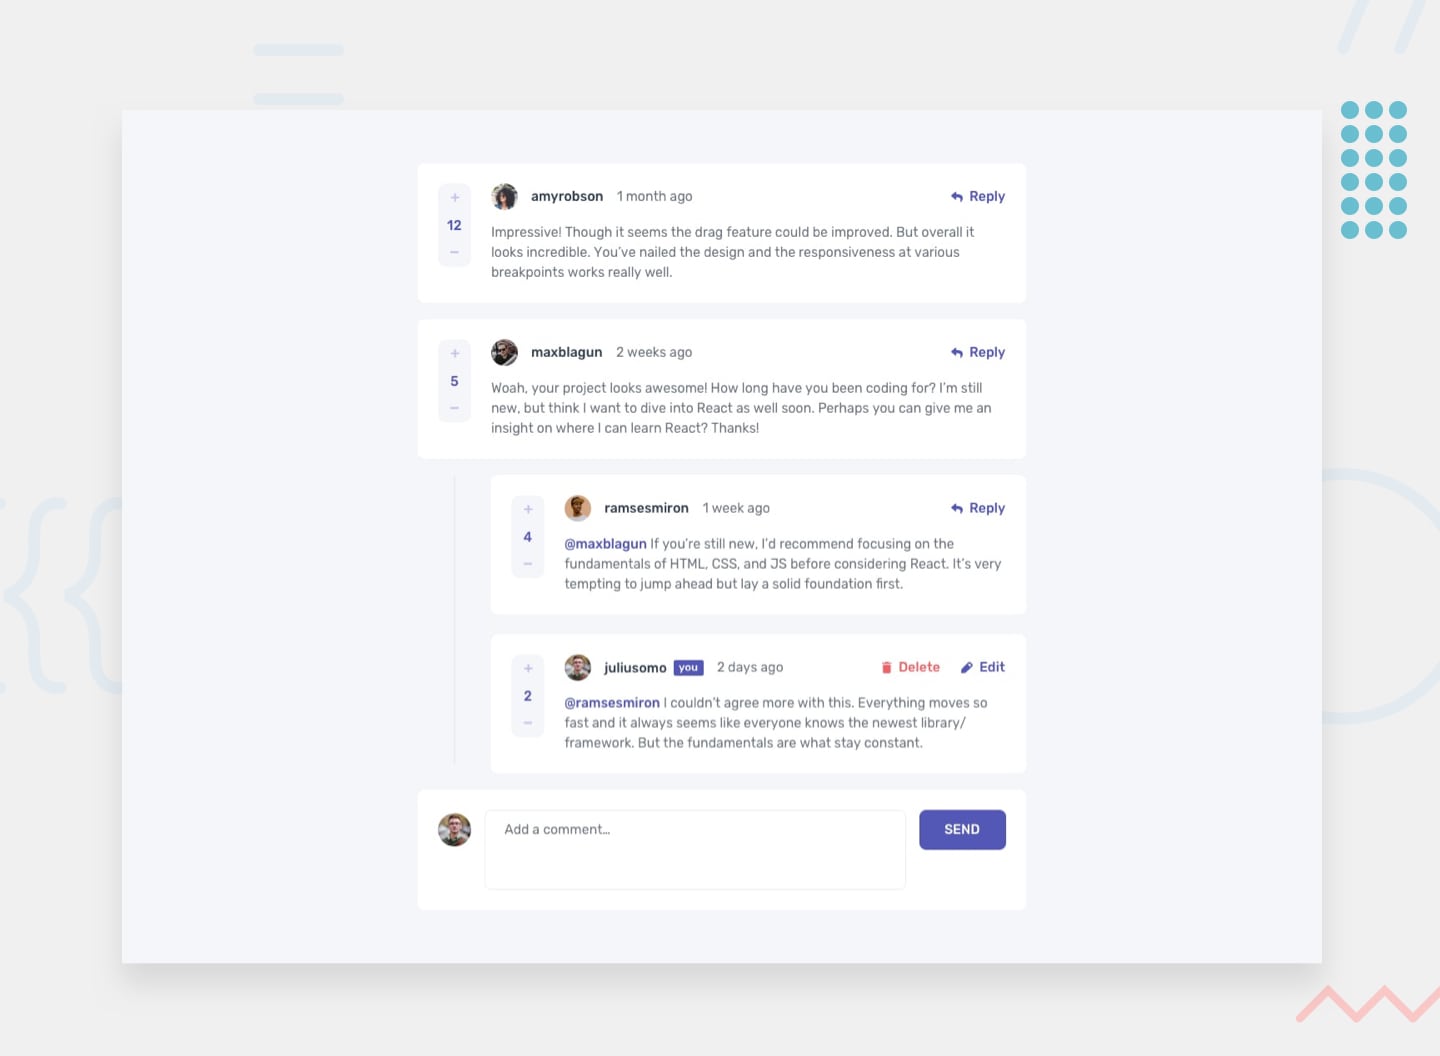 +
12
−
amyrobson 1 month ago Reply
Impressive! Though it seems the drag feature could be improved. But overall it
looks incredible. You've nailed the design and the responsiveness at various
breakpoints works really well.
+
5
−
maxblagun 2 weeks ago Reply
Woah, your project looks awesome! How long have you been coding for? I'm still
new, but think I want to dive into React as well soon. Perhaps you can give me an
insight on where I can learn React? Thanks!
+
4
−
ramsesmiron 1 week ago Reply
@maxblagun If you're still new, I'd recommend focusing on the
fundamentals of HTML, CSS, and JS before considering React. It's very
tempting to jump ahead but lay a solid foundation first.
+
2
−
juliusomo you 2 days ago Delete Edit
@ramsesmiron I couldn't agree more with this. Everything moves so
fast and it always seems like everyone knows the newest library/
framework. But the fundamentals are what stay constant.
Add a comment…
SEND